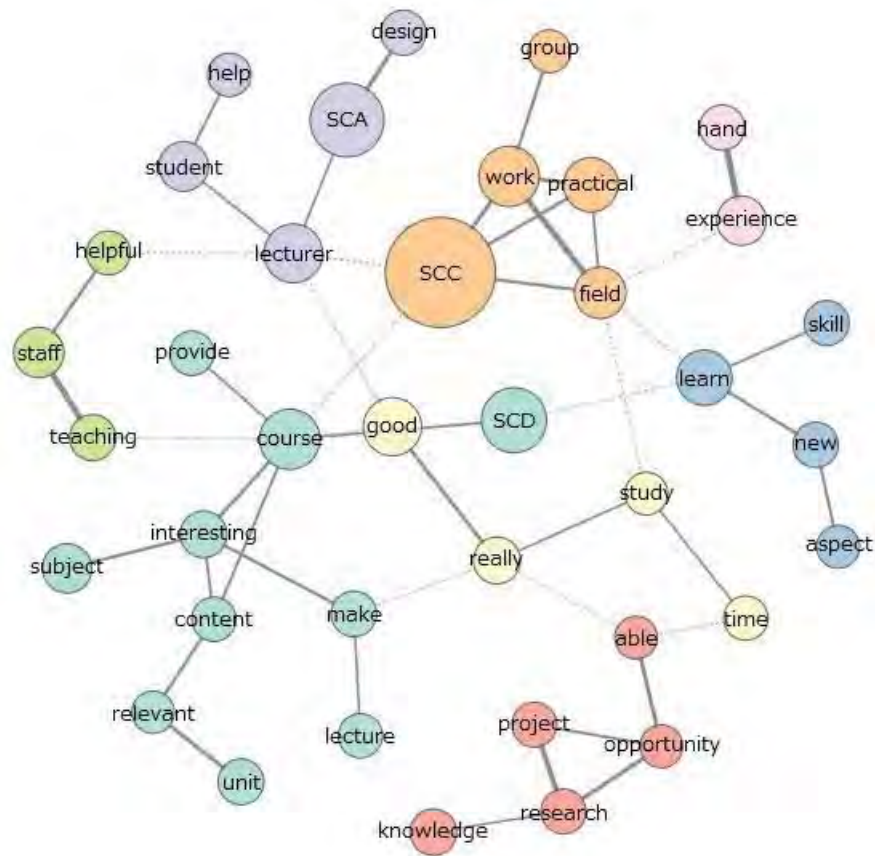 design
group
help
SCA
hand
student
work
practical
experience
helpful
lecturer
SCC
field
skill
staff
provide
learn
teaching
course
good
SCD
new
study
interesting
subject
really
aspect
content
make
time
able
relevant
project
lecture
opportunity
unit
research
knowledge